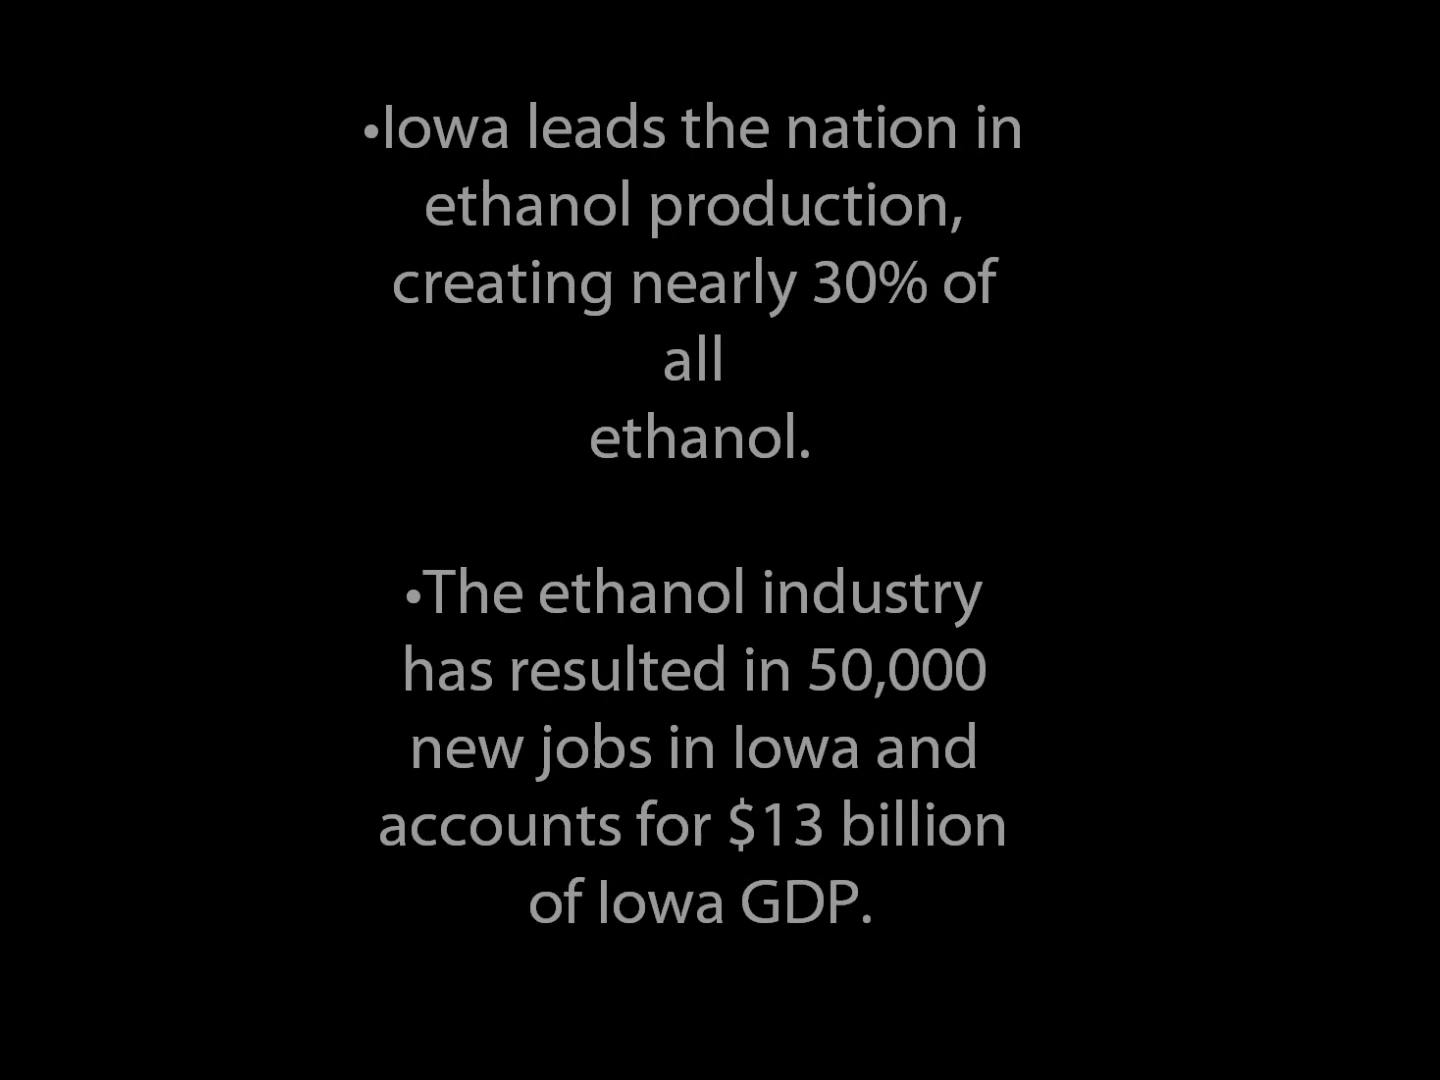 •Iowa leads the nation in
ethanol production,
creating nearly 30% of
all
ethanol.
•The ethanol industry
has resulted in 50,000
new jobs in Iowa and
accounts for $13 billion
of Iowa GDP.